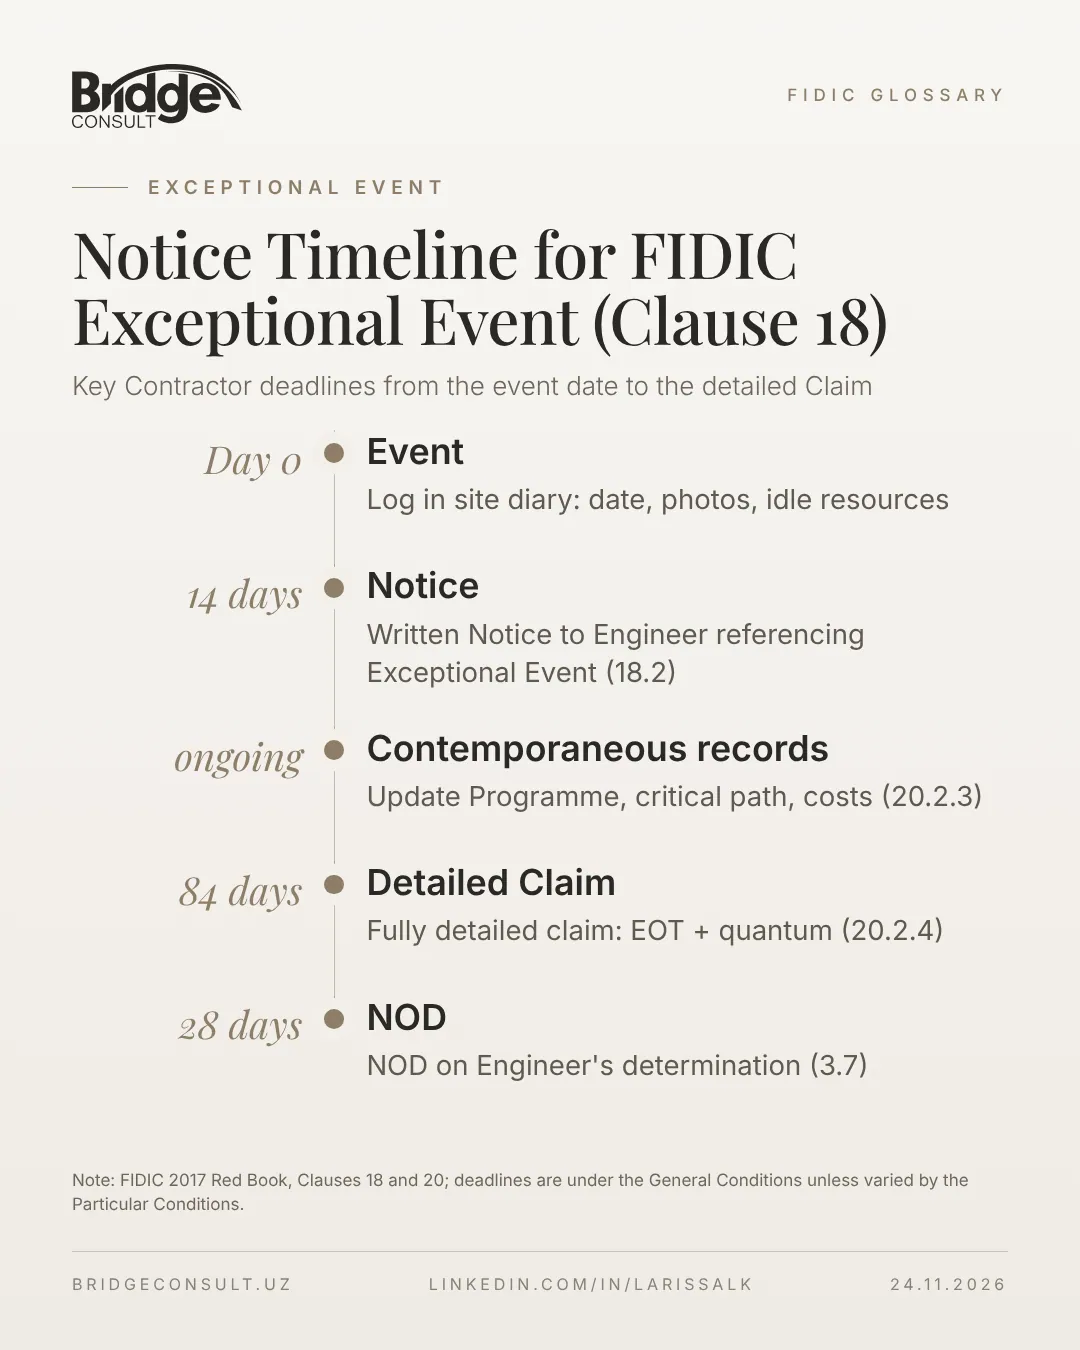 Bridge
CONSULT
FIDIC GLOSSARY
EXCEPTIONAL EVENT
Notice Timeline for FIDIC
Exceptional Event (Clause 18)
Key Contractor deadlines from the event date to the detailed Claim
Day 0
Event
Log in site diary: date, photos, idle resources
14 days
Notice
Written Notice to Engineer referencing
Exceptional Event (18.2)
ongoing
Contemporaneous records
Update Programme, critical path, costs (20.2.3)
84 days
Detailed Claim
Fully detailed claim: EOT + quantum (20.2.4)
28 days
NOD
NOD on Engineer's determination (3.7)
Note: FIDIC 2017 Red Book, Clauses 18 and 20; deadlines are under the General Conditions unless varied by the
Particular Conditions.
BRIDGECONSULT.UZ
LINKEDIN.COM/IN/LARISSALK
24.11.2026